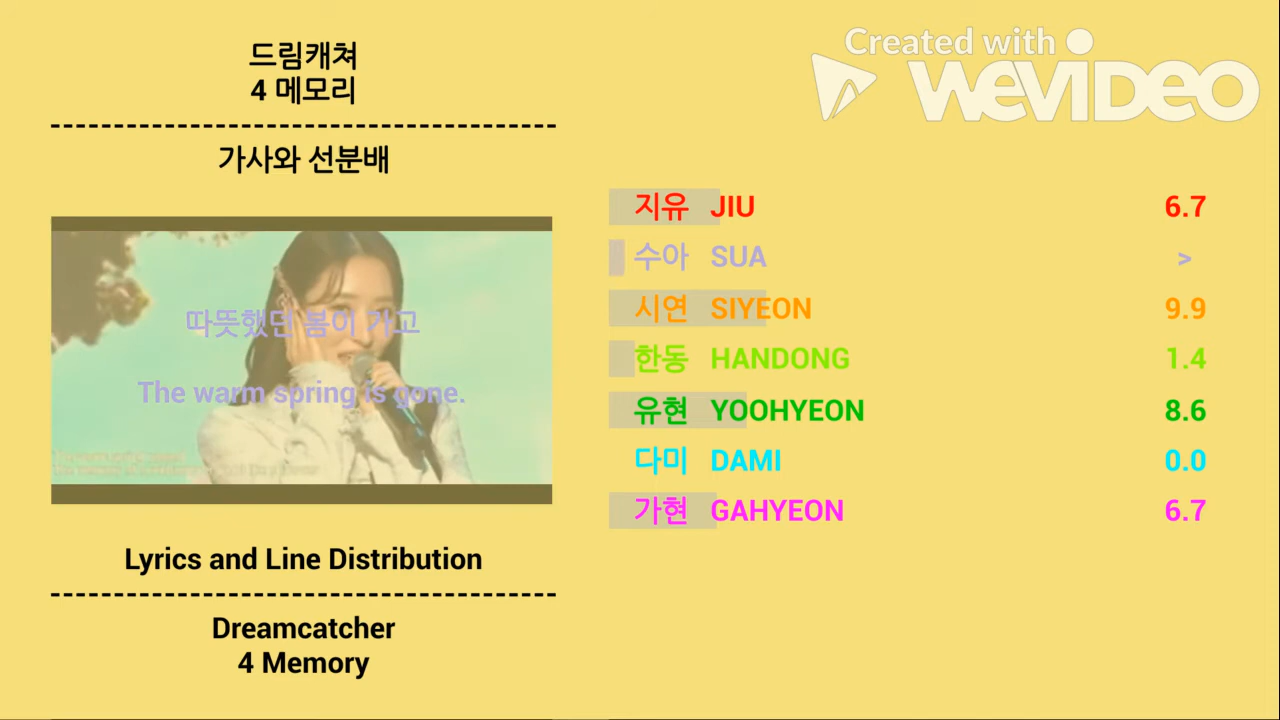 드림캐쳐
4 메모리
가사와 선분배
Created with
WEVIDEO
지유 JIU 6.7
수아 SUA >
시연 SIYEON 9.9
한동 HANDONG 1.4
유현 YOOHYEON 8.6
다미 DAMI 0.0
가현 GAHYEON 6.7
따뜻했던 봄이 가고
The warm spring is gone.
Lyrics and Line Distribution
Dreamcatcher
4 Memory